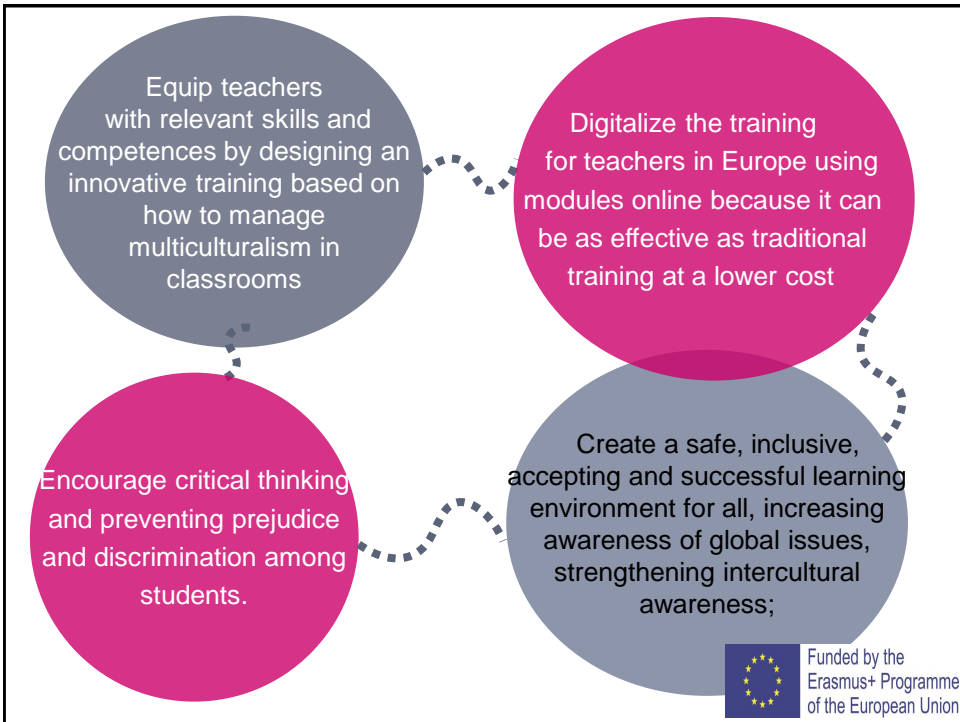 Equip teachers
with relevant skills and
competences by designing an
innovative training based on
how to manage
multiculturalism in
classrooms
Digitalize the training
for teachers in Europe using
modules online because it can
be as effective as traditional
training at a lower cost
Encourage critical thinking
and preventing prejudice
and discrimination among
students.
Create a safe, inclusive,
accepting and successful learning
environment for all, increasing
awareness of global issues,
strengthening intercultural
awareness;
Funded by the
Erasmus+ Programme
of the European Union